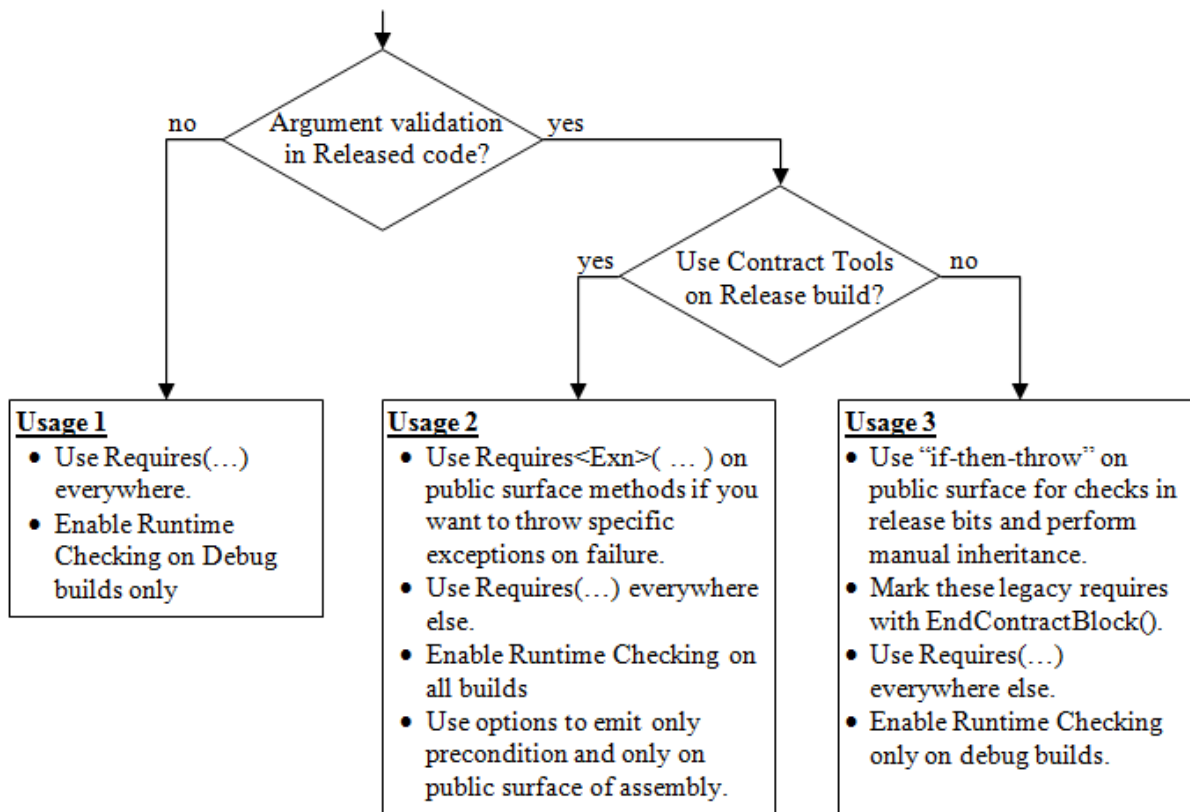 Argument validation
in Released code?
no
yes
Use Contract Tools
on Release build?
yes
no
Usage 1
• Use Requires(…)
everywhere.
• Enable Runtime
Checking on Debug
builds only
Usage 2
• Use Requires<Exn>( … ) on
public surface methods if you
want to throw specific
exceptions on failure.
• Use Requires(…) everywhere
else.
• Enable Runtime Checking on
all builds
• Use options to emit only
precondition and only on
public surface of assembly.
Usage 3
• Use “if-then-throw” on
public surface for checks in
release bits and perform
manual inheritance.
• Mark these legacy requires
with EndContractBlock().
• Use Requires(…)
everywhere else.
• Enable Runtime Checking
only on debug builds.